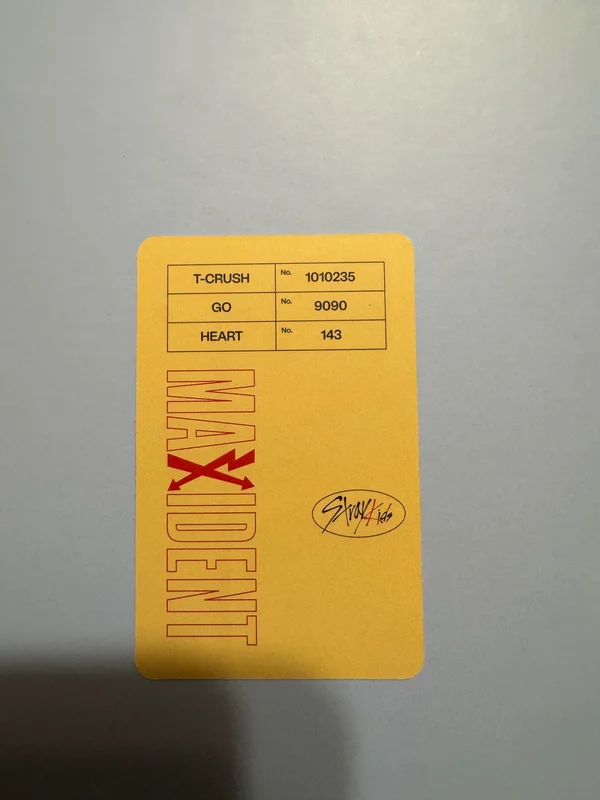 T-CRUSH No. 1010235
GO No. 9090
HEART No. 143
MAXIDENT
Stray Kids